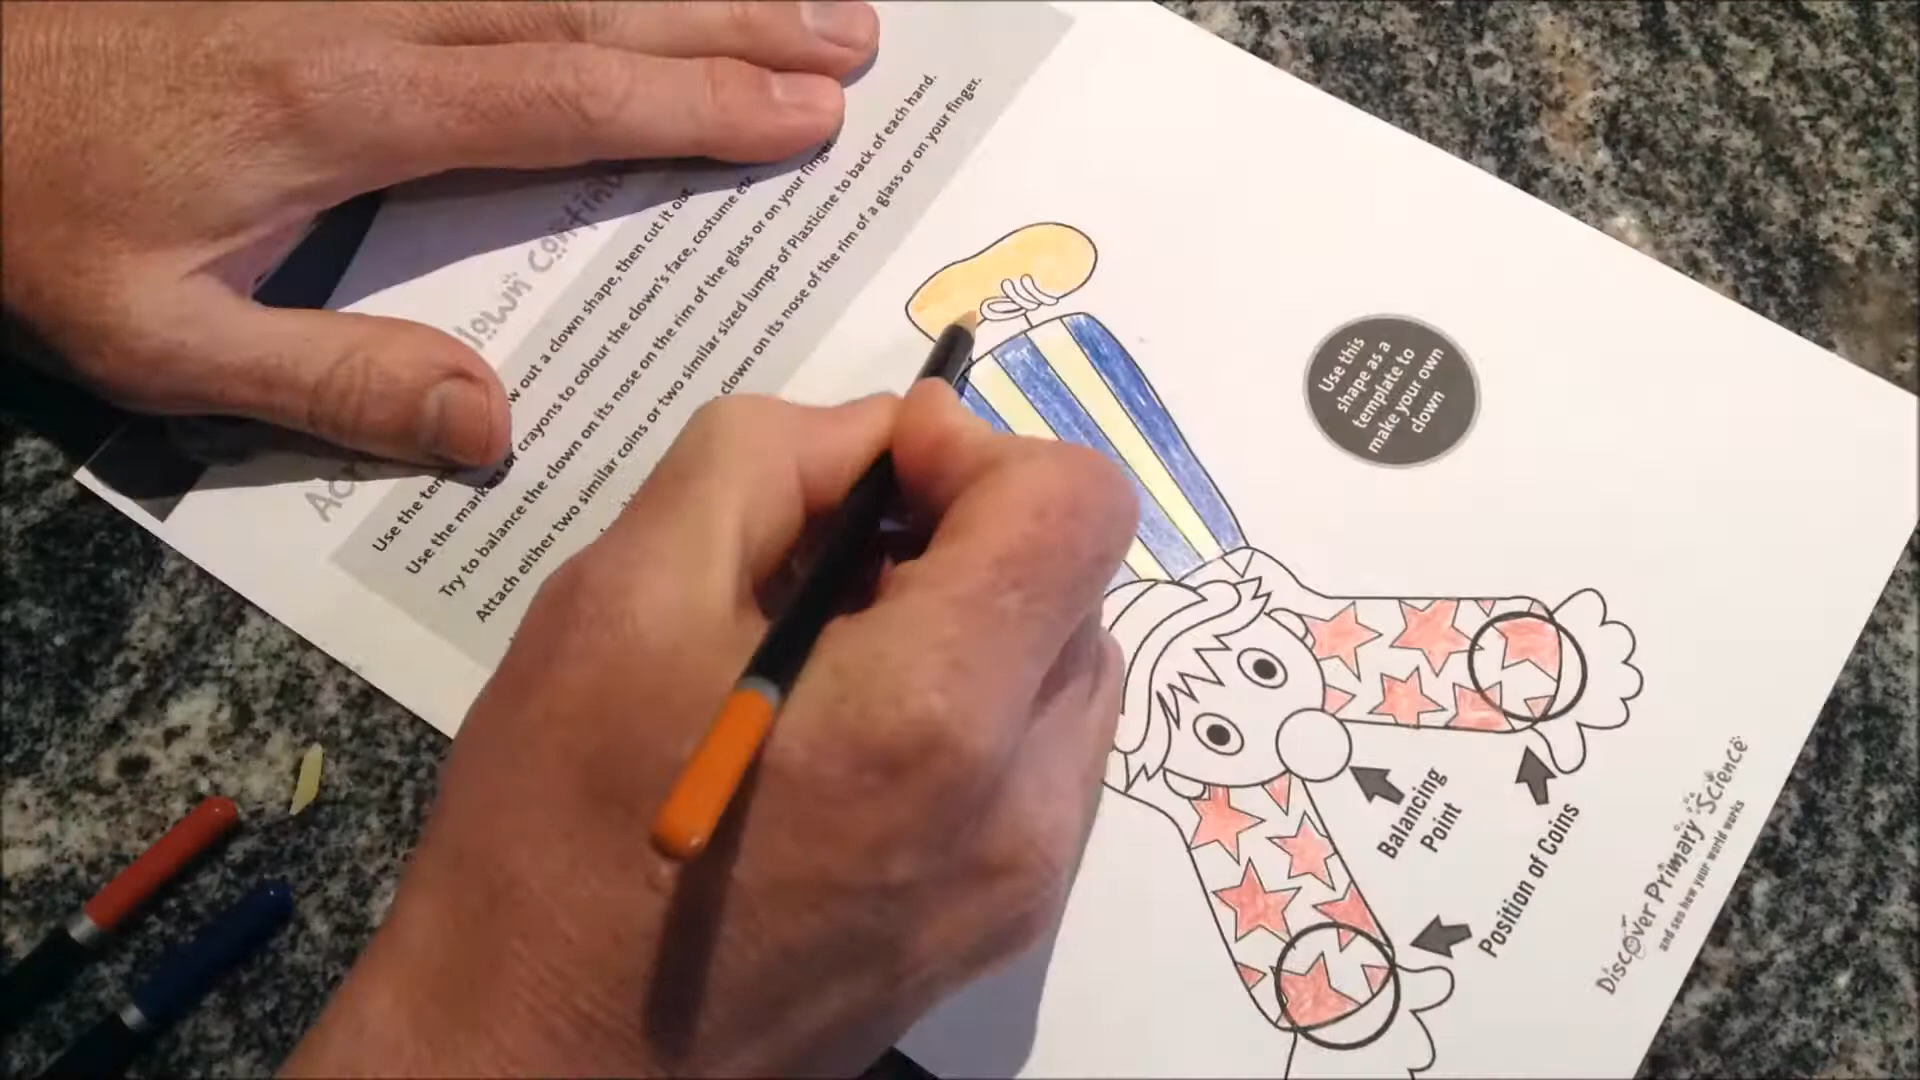 Use the
w out a clown shape, then cut it out
Use the markers or crayons to colour the clown's face, costume etc.
Try to balance the clown on its nose on the rim of the glass or on your finger
Attach either two similar coins or two similar sized lumps of Plasticine to back of each hand.
clown on its nose of the rim of a glass or on your finger.
Use this
shape as a
template to
make your own
clown
Balancing
Point
Position of Coins
Discover Primary Science
and see how your world works